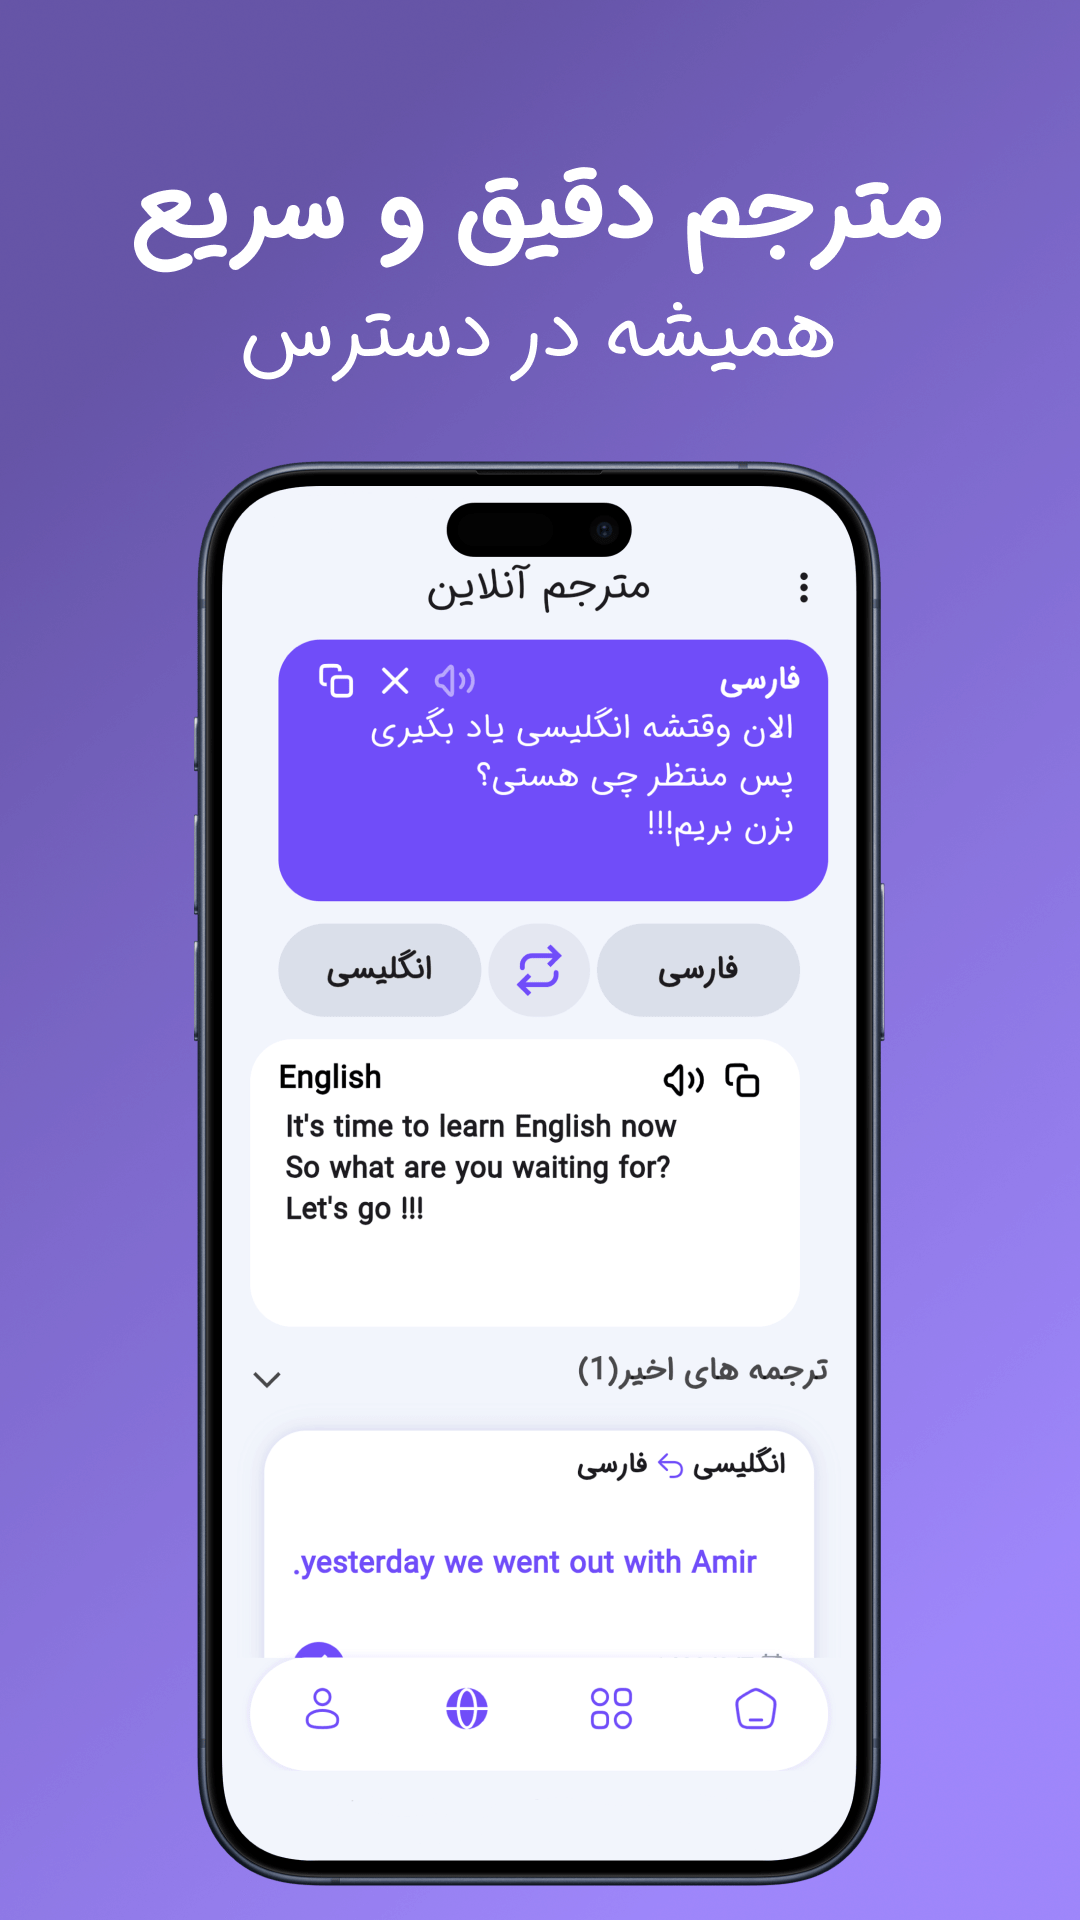 مترجم دقیق و سریع
همیشه در دسترس
مترجم آنلاین
فارسی
الان وقتشه انگلیسی یاد بگیری
پس منتظر چی هستی؟
بزن بریم!!!
فارسی
انگلیسی
English
It's time to learn English now
So what are you waiting for?
Let's go !!!
ترجمه های اخیر(1)
انگلیسی فارسی
.yesterday we went out with Amir